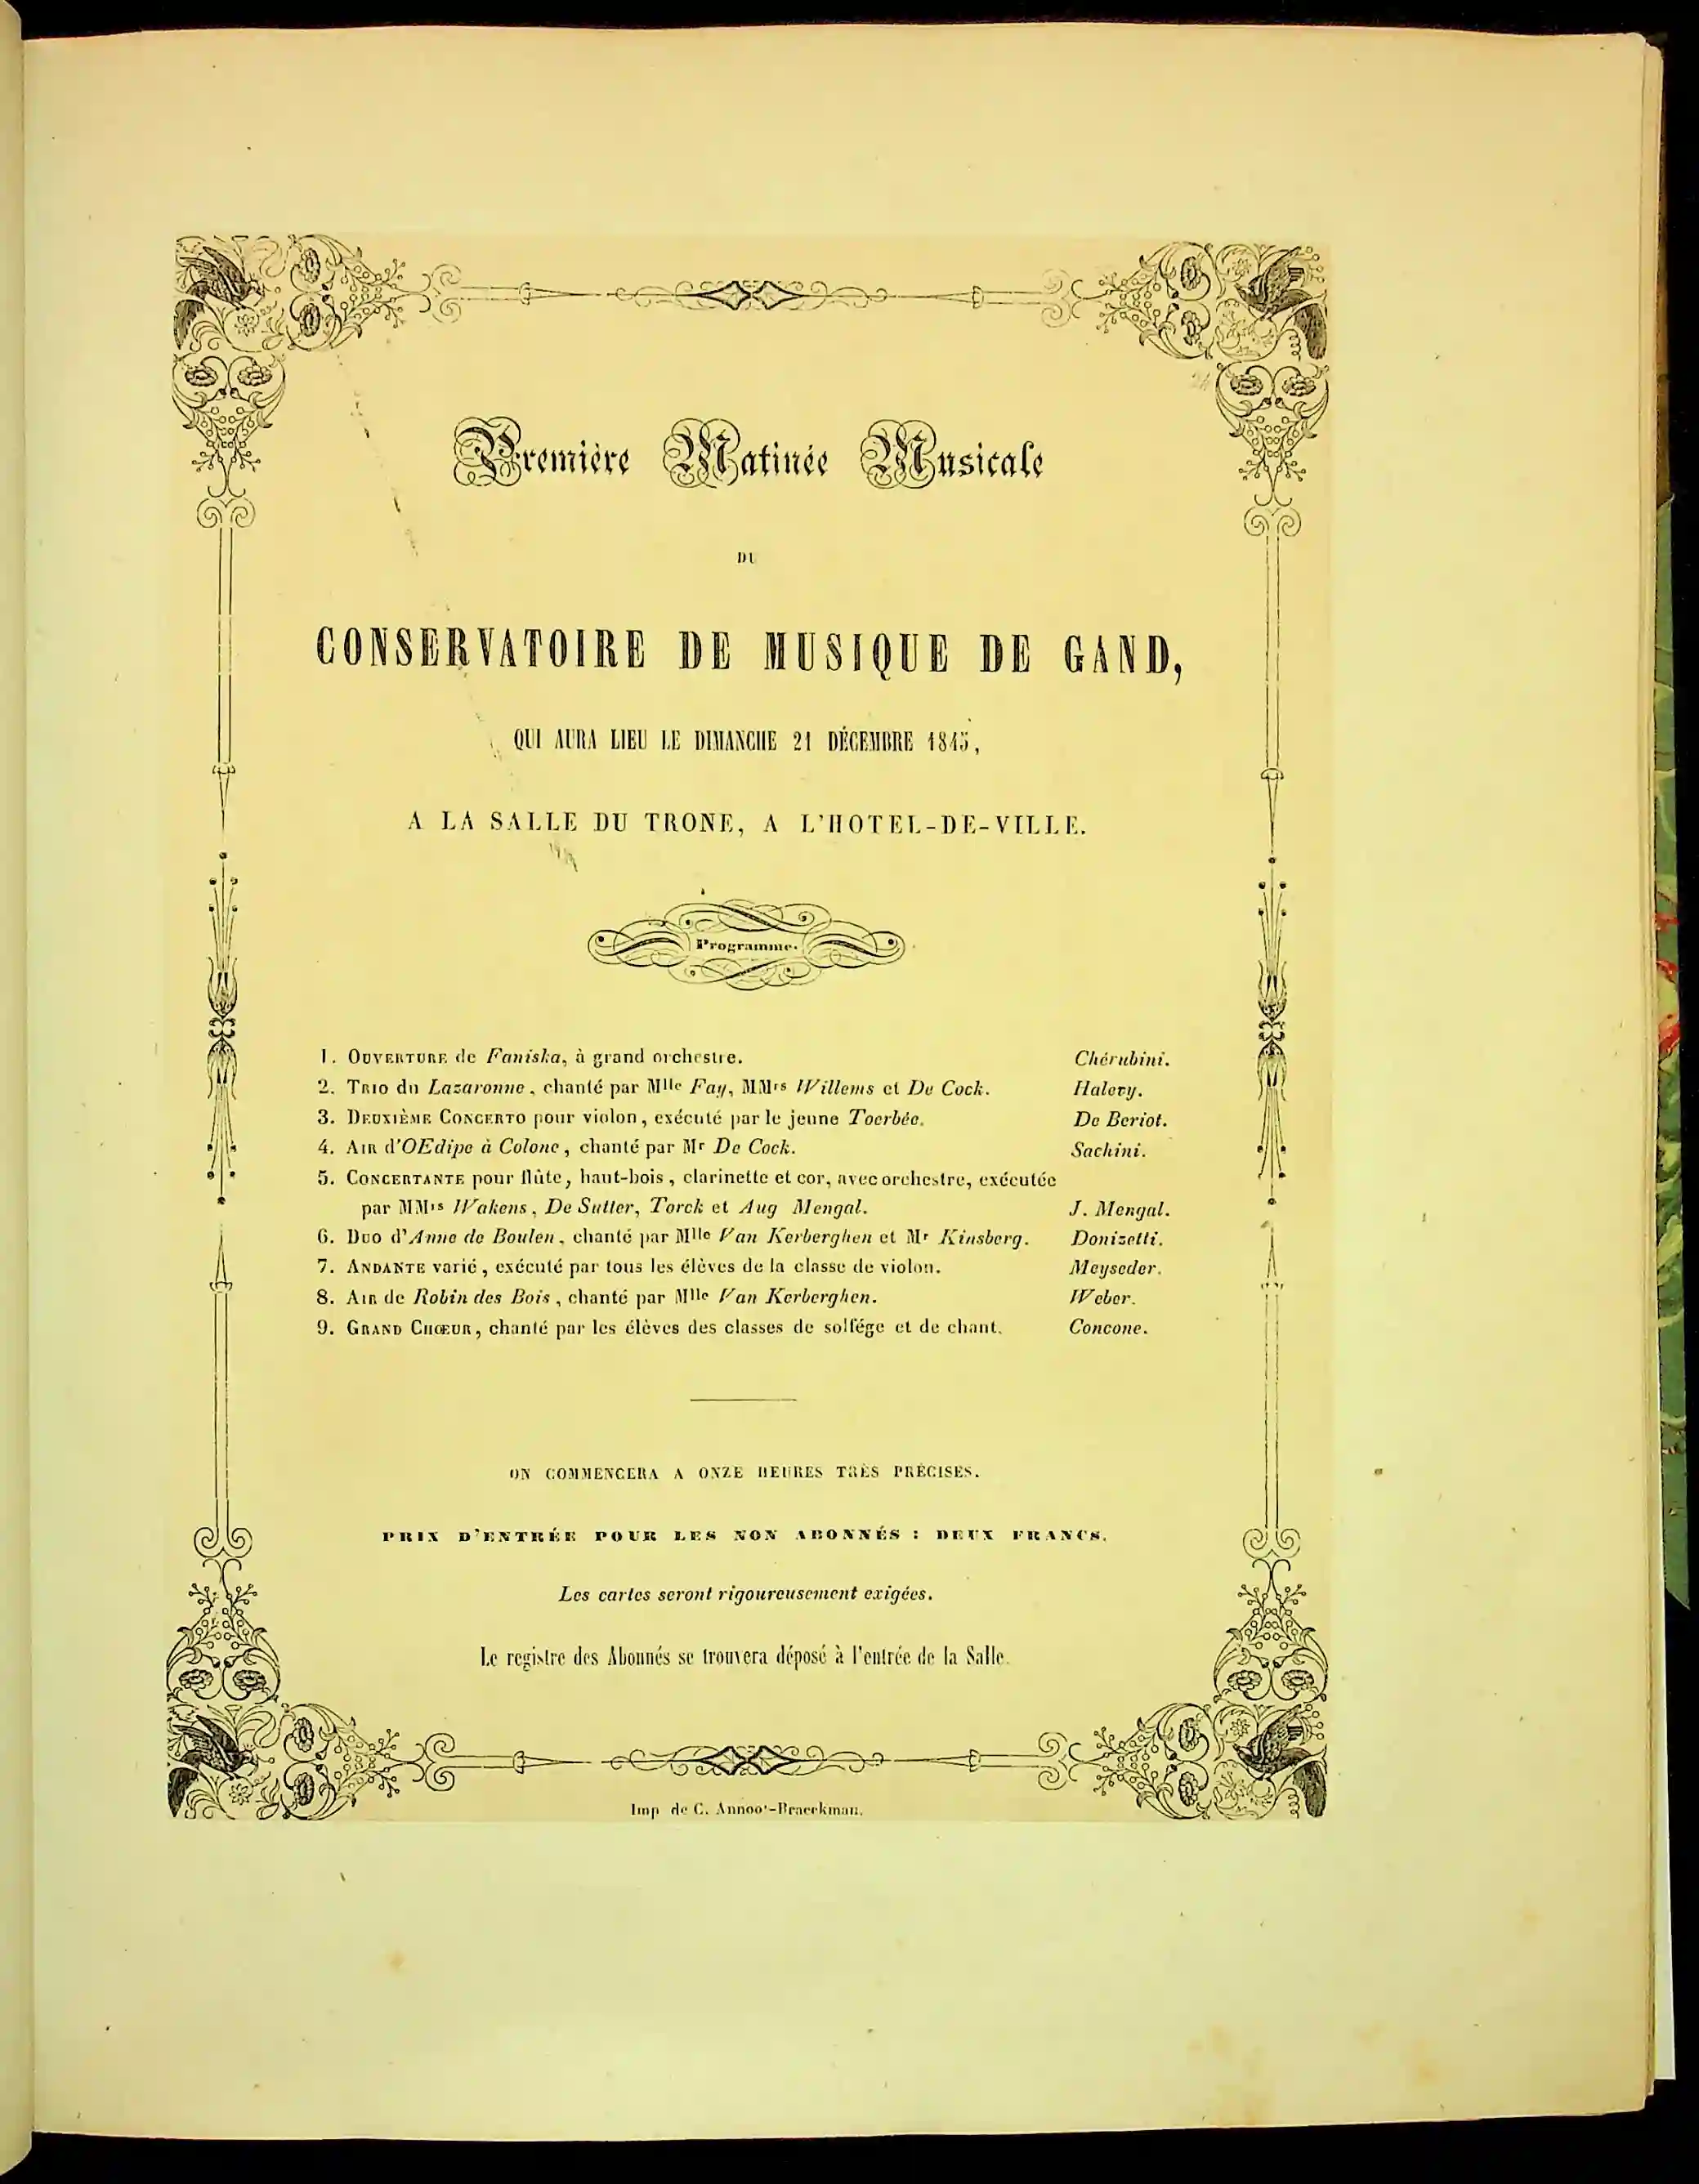 Première Matinée Musicale
DU
CONSERVATOIRE DE MUSIQUE DE GAND,
QUI AURA LIEU LE DIMANCHE 21 DÉCEMBRE 1845,
A LA SALLE DU TRONE, A L'HOTEL-DE-VILLE.
Programme.
1. OUVERTURE de Faniska, à grand orchestre. Chérubini.
2. TRIO du Lazaronne, chanté par Mlle Fay, MMrs Willems et De Cock. Halevy.
3. DEUXIÈME CONCERTO pour violon, exécuté par le jeune Toerbée. De Beriot.
4. AIR d'OEdipe à Colone, chanté par Mr De Cock. Sachini.
5. CONCERTANTE pour flûte, haut-bois, clarinette et cor, avec orchestre, exécutée
par MMrs Wakens, De Sutter, Torck et Aug Mengal. J. Mengal.
6. DUO d'Anne de Boulen, chanté par Mlle Van Kerberghen et Mr Kinsberg. Donizetti.
7. ANDANTE varié, exécuté par tous les élèves de la classe de violon. Meyseder.
8. AIR de Robin des Bois, chanté par Mlle Van Kerberghen. Weber.
9. GRAND CHŒUR, chanté par les élèves des classes de solfége et de chant. Concone.
ON COMMENCERA A ONZE HEURES TRÈS PRÉCISES.
PRIX D'ENTRÉE POUR LES NON ABONNÉS : DEUX FRANCS.
Les cartes seront rigoureusement exigées.
Le registre des Abonnés se trouvera déposé à l'entrée de la Salle.
Imp de C. Annoot-Braeckman.